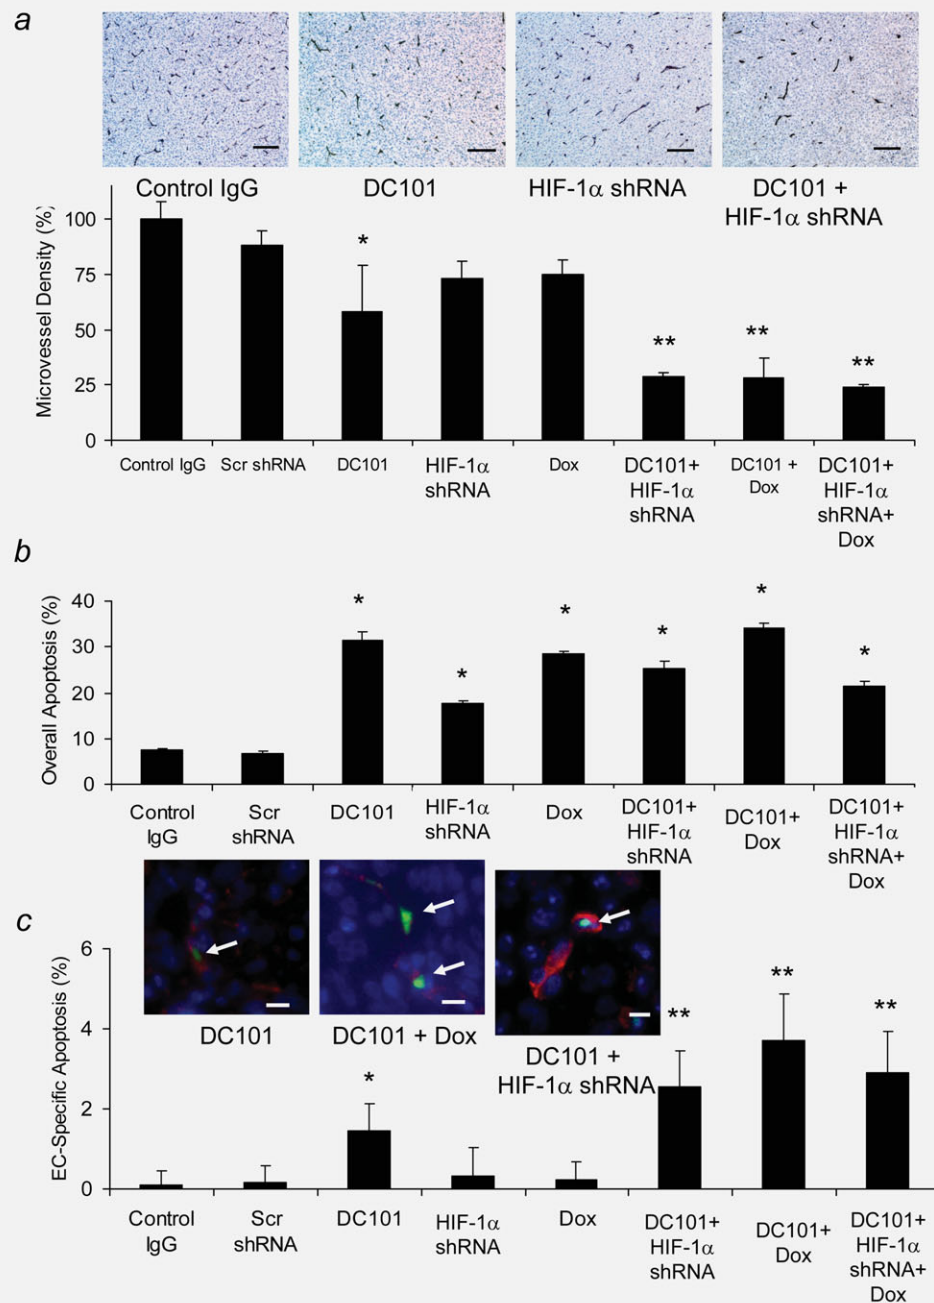 a
Control IgG
DC101
HIF-1α shRNA
DC101 +
HIF-1α shRNA
Microvessel Density (%)
100
75
50
25
0
*
**
**
**
Control IgG
Scr shRNA
DC101
HIF-1α
shRNA
Dox
DC101+
HIF-1α
shRNA
DC101 +
Dox
DC101+
HIF-1α
shRNA+
Dox
b
Overall Apoptosis (%)
40
30
20
10
0
*
*
*
*
*
*
Control
IgG
Scr
shRNA
DC101
HIF-1α
shRNA
Dox
DC101+
HIF-1α
shRNA
DC101+
Dox
DC101+
HIF-1α
shRNA+
Dox
c
DC101
DC101 + Dox
DC101 +
HIF-1α shRNA
EC-Specific Apoptosis (%)
6
4
2
0
*
**
**
**
Control
IgG
Scr
shRNA
DC101
HIF-1α
shRNA
Dox
DC101+
HIF-1α
shRNA
DC101+
Dox
DC101+
HIF-1α
shRNA+
Dox